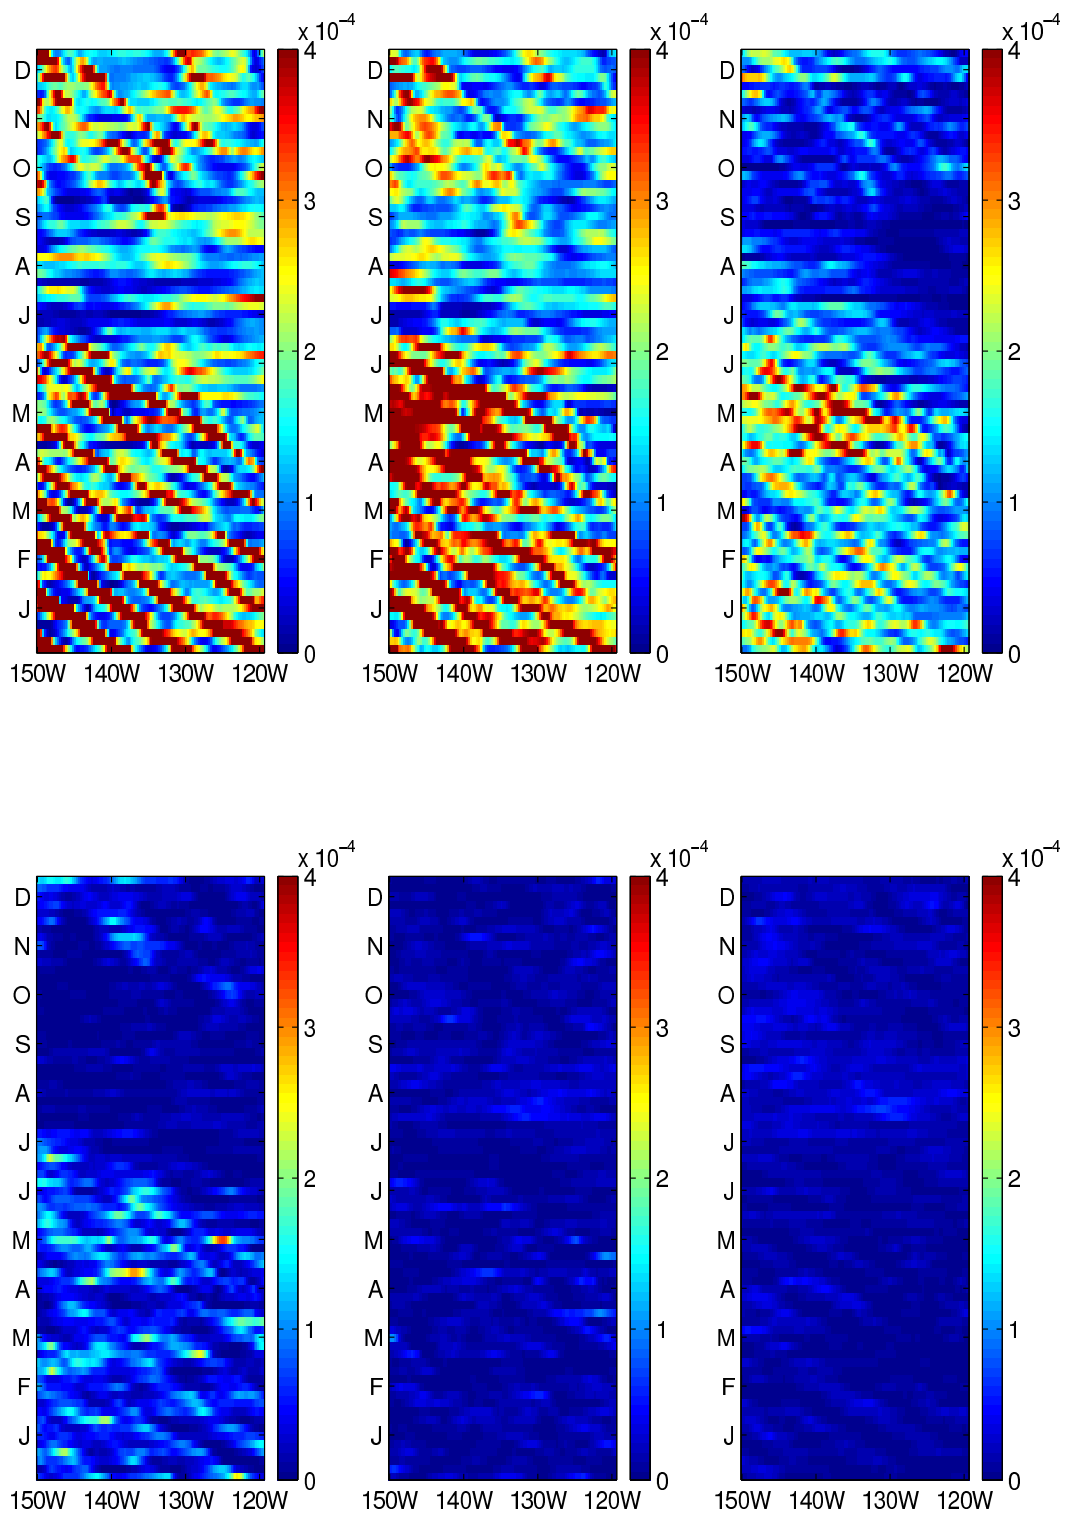 x 10−4 x 10−4 x 10−4
D 4 D 4 D 4
N N N
O O O
3 3 3
S S S
A A A
J J J
2 2 2
J J J
M M M
A A A
1 1 1
M M M
F F F
J J J
0 0 0
150W 140W 130W 120W 150W 140W 130W 120W 150W 140W 130W 120W
x 10−4 x 10−4 x 10−4
D 4 D 4 D 4
N N N
O O O
3 3 3
S S S
A A A
J J J
2 2 2
J J J
M M M
A A A
1 1 1
M M M
F F F
J J J
0 0 0
150W 140W 130W 120W 150W 140W 130W 120W 150W 140W 130W 120W